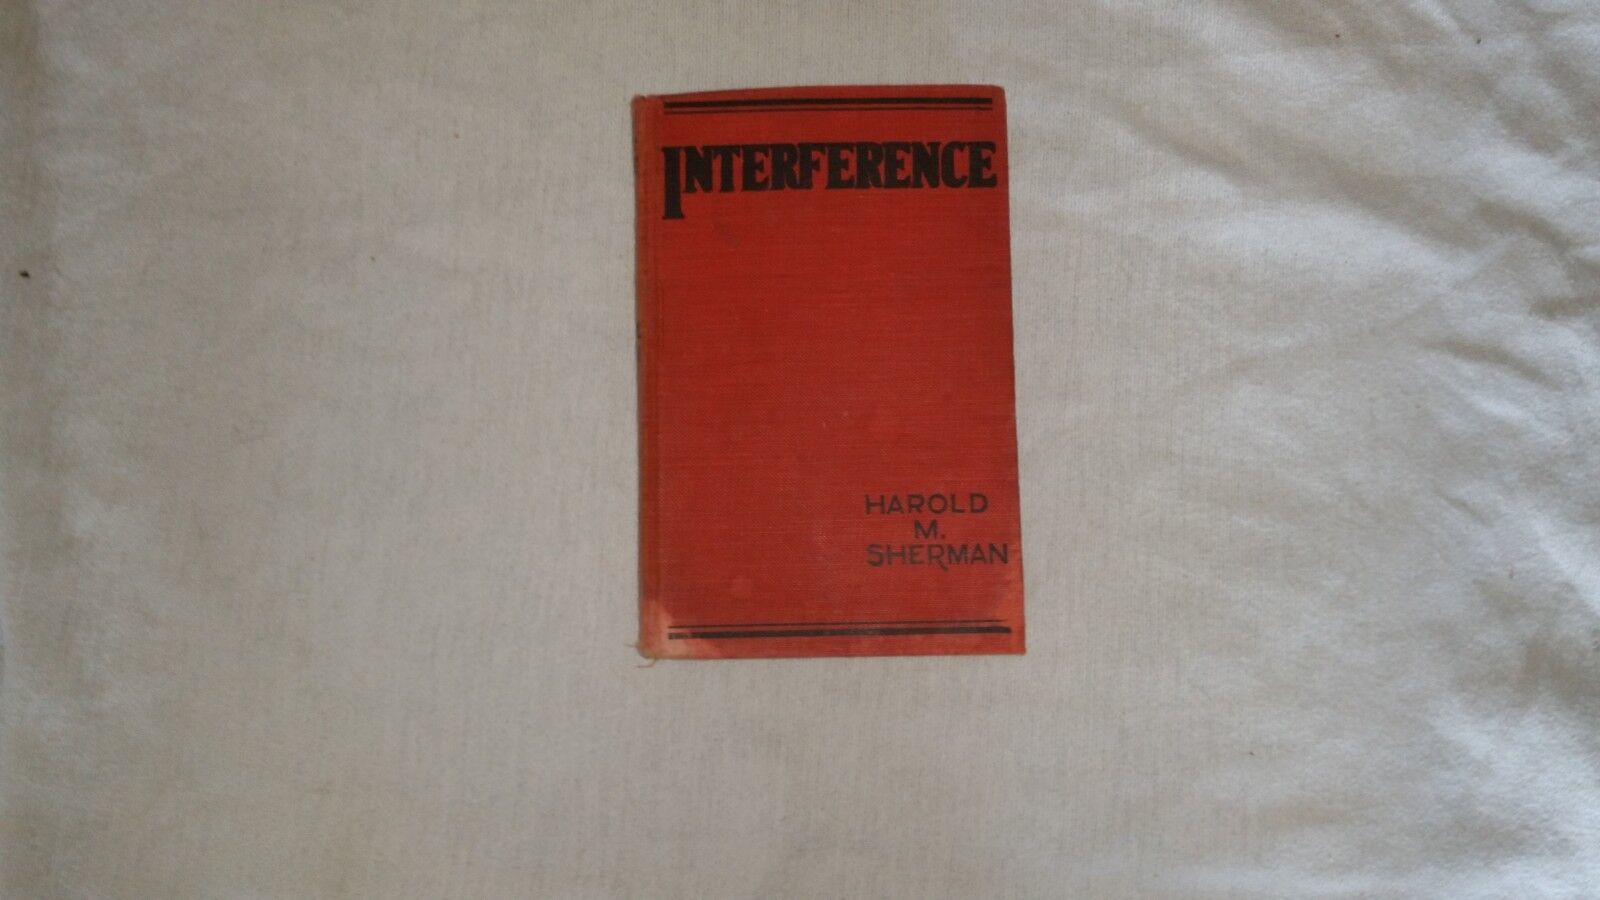 INTERFERENCE
HAROLD
M.
SHERMAN